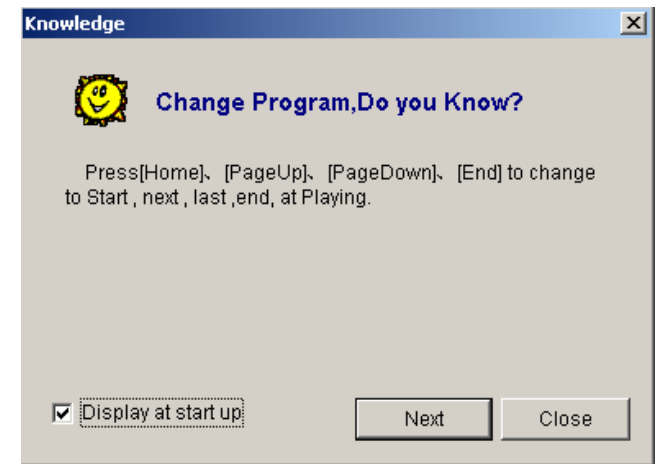 Knowledge
Change Program,Do you Know?
Press[Home]、[PageUp]、[PageDown]、[End] to change
to Start , next , last ,end, at Playing.
Display at start up
Next
Close